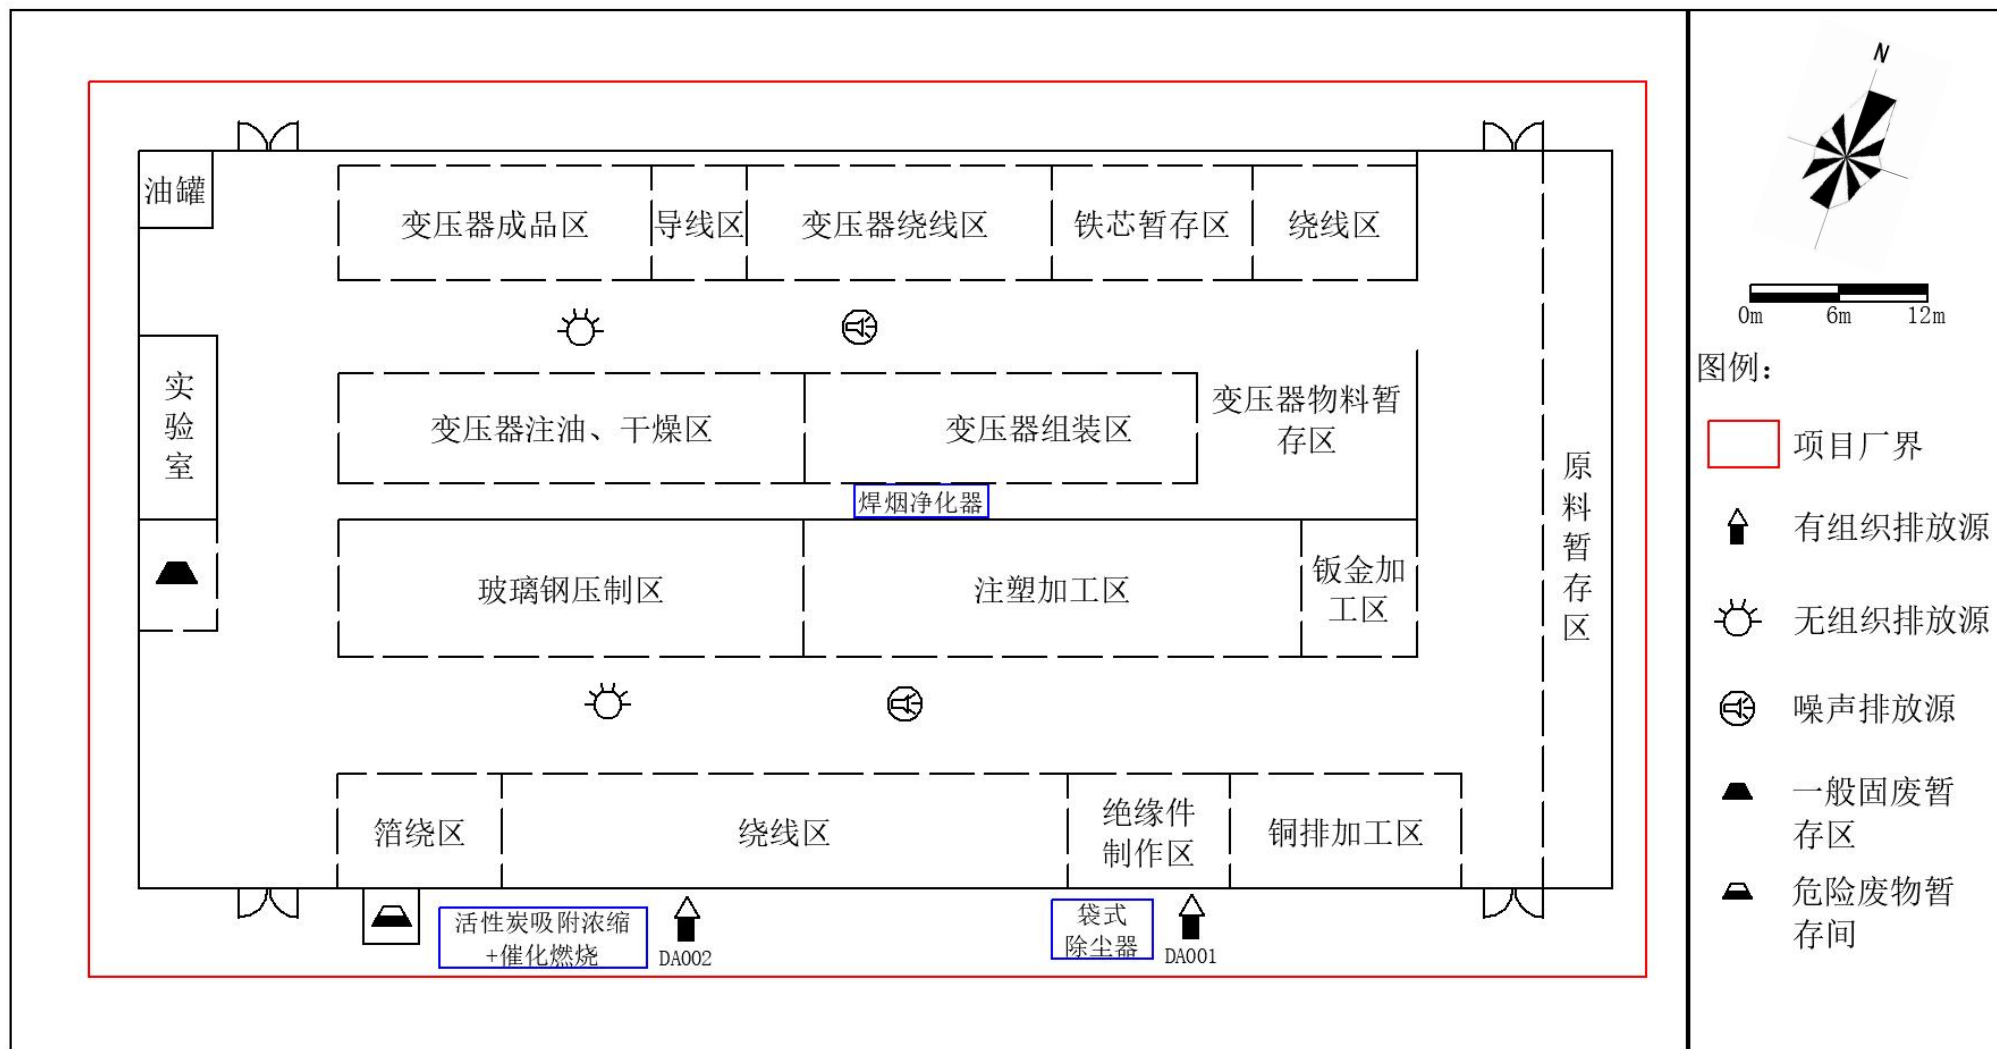 N
油罐
变压器成品区
导线区
变压器绕线区
铁芯暂存区
绕线区
0m
6m
12m
图例：
实
验
室
变压器注油、干燥区
变压器组装区
变压器物料暂
存区
原
料
暂
存
区
项目厂界
焊烟净化器
有组织排放源
玻璃钢压制区
注塑加工区
钣金加
工区
无组织排放源
噪声排放源
箔绕区
绕线区
绝缘件
制作区
铜排加工区
一般固废暂
存区
危险废物暂
存间
活性炭吸附浓缩
+催化燃烧
DA002
袋式
除尘器
DA001